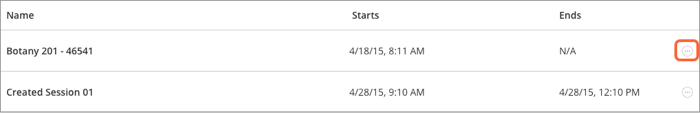 Name Starts Ends
Botany 201 - 46541 4/18/15, 8:11 AM N/A
Created Session 01 4/28/15, 9:10 AM 4/28/15, 12:10 PM